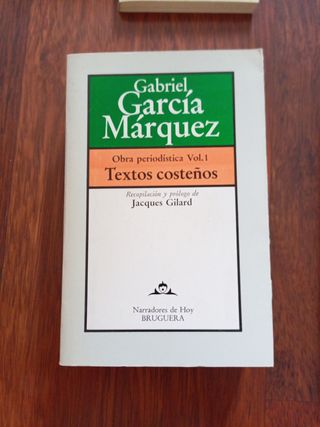 Gabriel
García
Márquez
Obra periodística Vol. 1
Textos costeños
Recopilación y prólogo de
Jacques Gilard
Narradores de Hoy
BRUGUERA